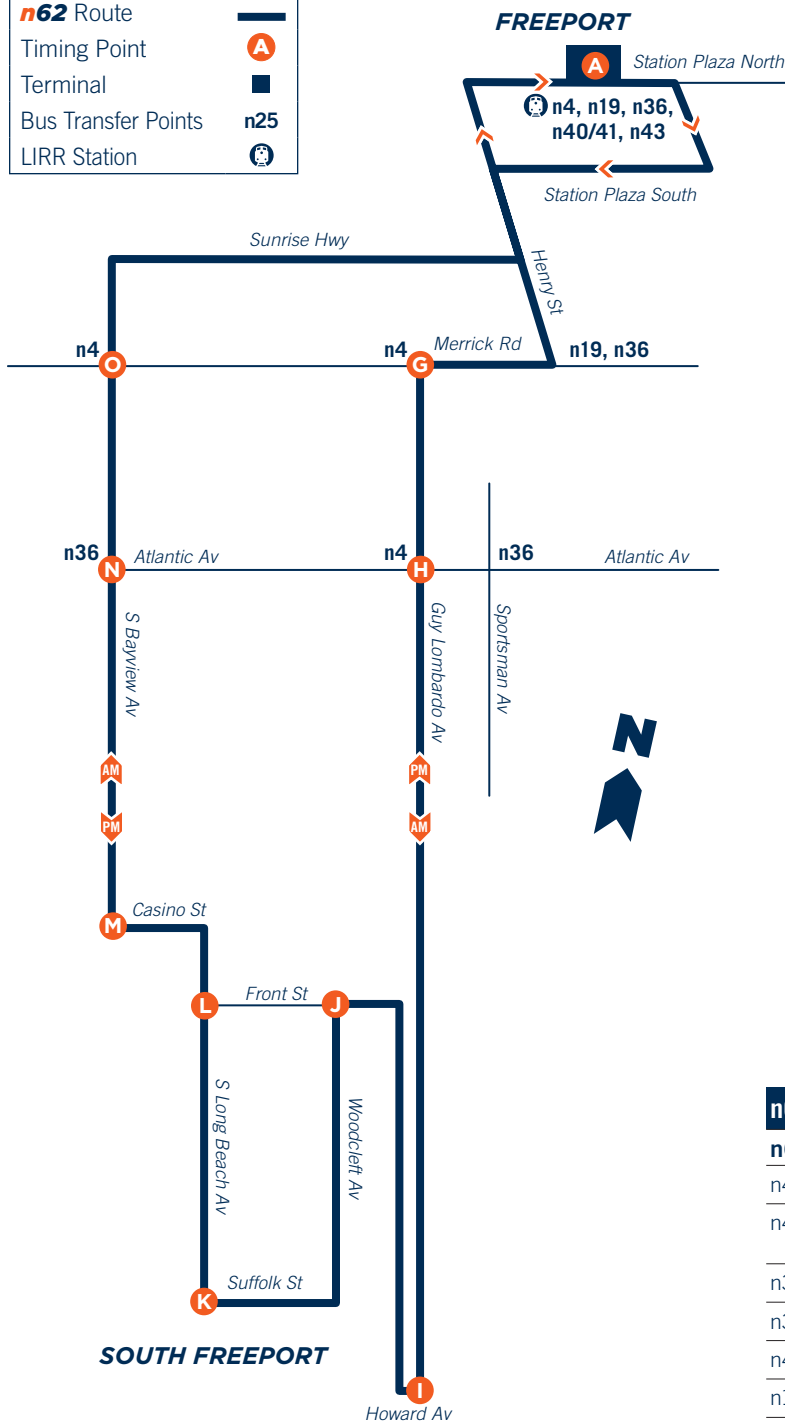 n62 Route
Timing Point A
Terminal
Bus Transfer Points n25
LIRR Station
FREEPORT
A
Station Plaza North
n4, n19, n36,
n40/41, n43
Station Plaza South
Sunrise Hwy
Henry St
n4
O
n4
G
Merrick Rd
n19, n36
n36
N
Atlantic Av
n4
H
n36
Atlantic Av
S Bayview Av
Guy Lombardo Av
Sportsman Av
N
AM
PM
PM
AM
M
Casino St
L
Front St
J
S Long Beach Av
Woodcleft Av
K
Suffolk St
SOUTH FREEPORT
I
Howard Av